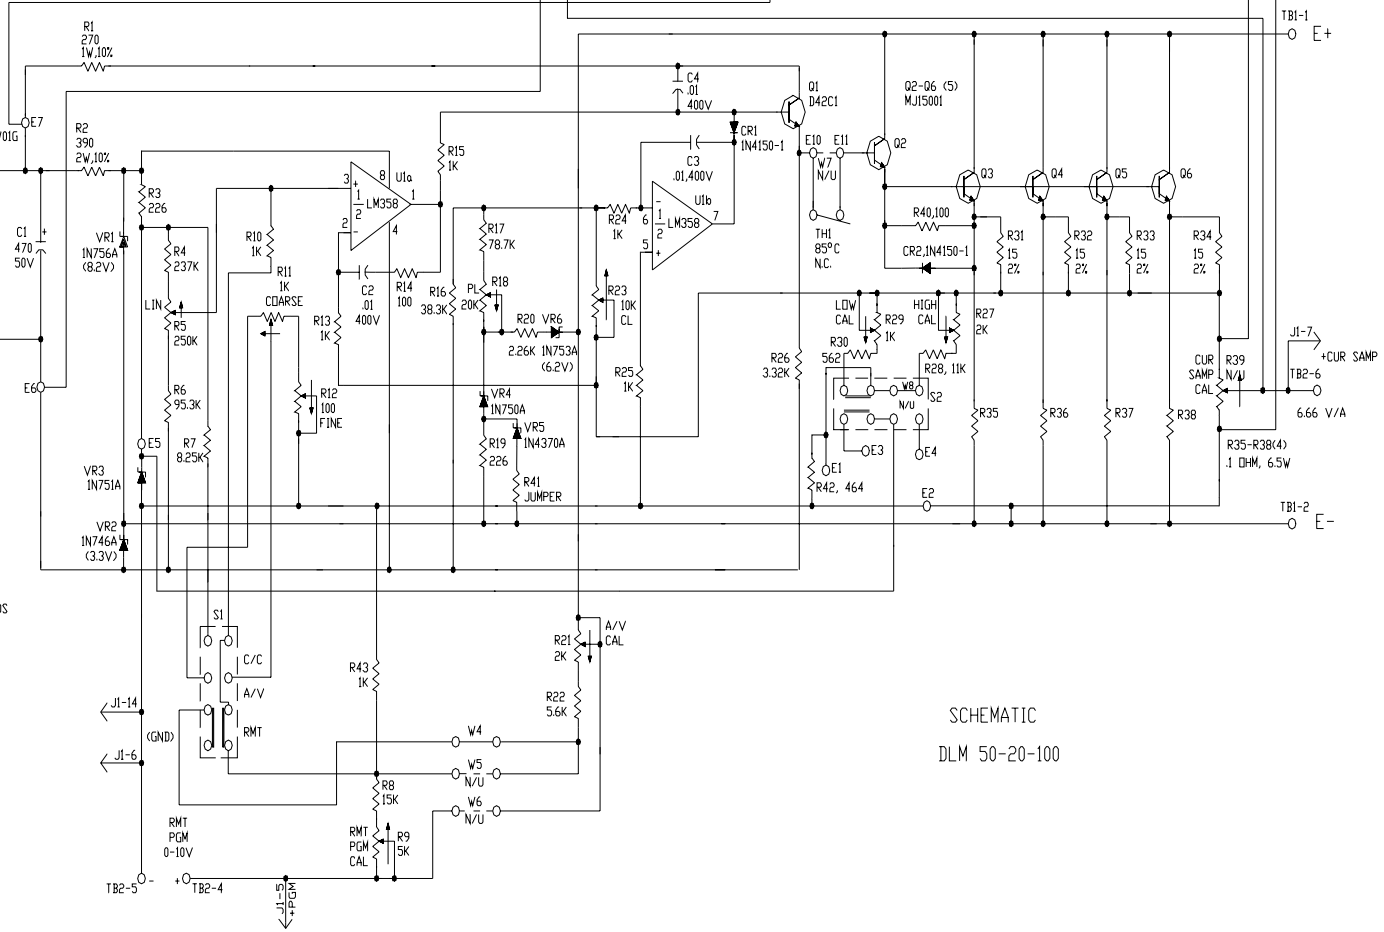 R1
270
1W,10%
E7
V01G
R2
390
2W,10%
C1
470
50V
+
VR1
1N756A
(8.2V)
R3
226
R4
237K
LIN
R5
250K
R6
95.3K
R7
8.25K
E6
E5
VR3
1N751A
VR2
1N746A
(3.3V)
R10
1K
R11
1K
COARSE
R12
100
FINE
R13
1K
3
+
2
-
8
1
4
1
2
U1a
LM358
C2
.01
400V
R14
100
R15
1K
R16
38.3K
R17
78.7K
PL
R18
20K
R20
2.26K
VR6
1N753A
(6.2V)
VR4
1N750A
VR5
1N4370A
R19
226
R41
JUMPER
R23
10K
CL
R24
1K
R25
1K
-
6
5
+
7
1
2
U1b
LM358
C3
.01,400V
C4
.01
400V
CR1
1N4150-1
Q1
D42C1
E10
E11
W7
N/U
TH1
85°C
N.C.
Q2-Q6 (5)
MJ15001
Q2
Q3
Q4
Q5
Q6
R40,100
CR2,1N4150-1
R31
15
2%
R32
15
2%
R33
15
2%
R34
15
2%
LOW
CAL
R29
1K
HIGH
CAL
R27
2K
R30
562
R28, 11K
W8
N/U
S2
R26
3.32K
E3
E4
E1
R42, 464
E2
R35
R36
R37
R38
CUR
SAMP
CAL
R39
N/U
R35-R38(4)
.1 OHM, 6.5W
TB1-1
E+
J1-7
+CUR SAMP
TB2-6
6.66 V/A
TB1-2
E-
OS
S1
C/C
A/V
RMT
J1-14
(GND)
J1-6
R43
1K
R21
2K
A/V
CAL
R22
5.6K
W4
W5
N/U
W6
N/U
R8
15K
RMT
PGM
CAL
R9
5K
RMT
PGM
0-10V
TB2-5
-
+
TB2-4
J1-5
+PGM
SCHEMATIC
DLM 50-20-100